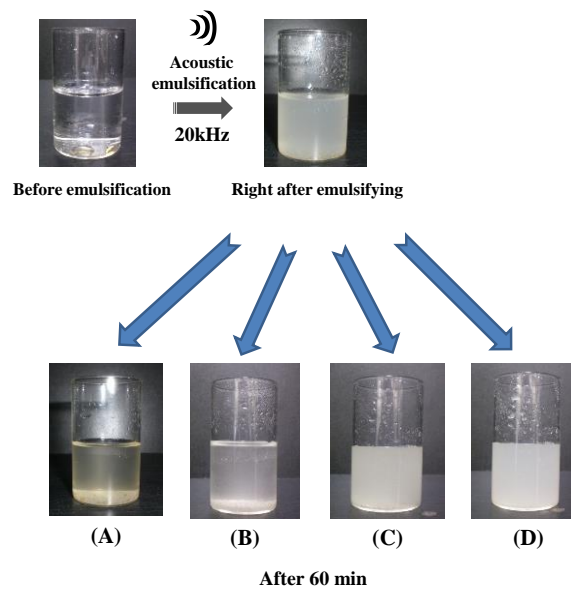 Acoustic
emulsification
20kHz
Before emulsification
Right after emulsifying
(A)
(B)
(C)
(D)
After 60 min